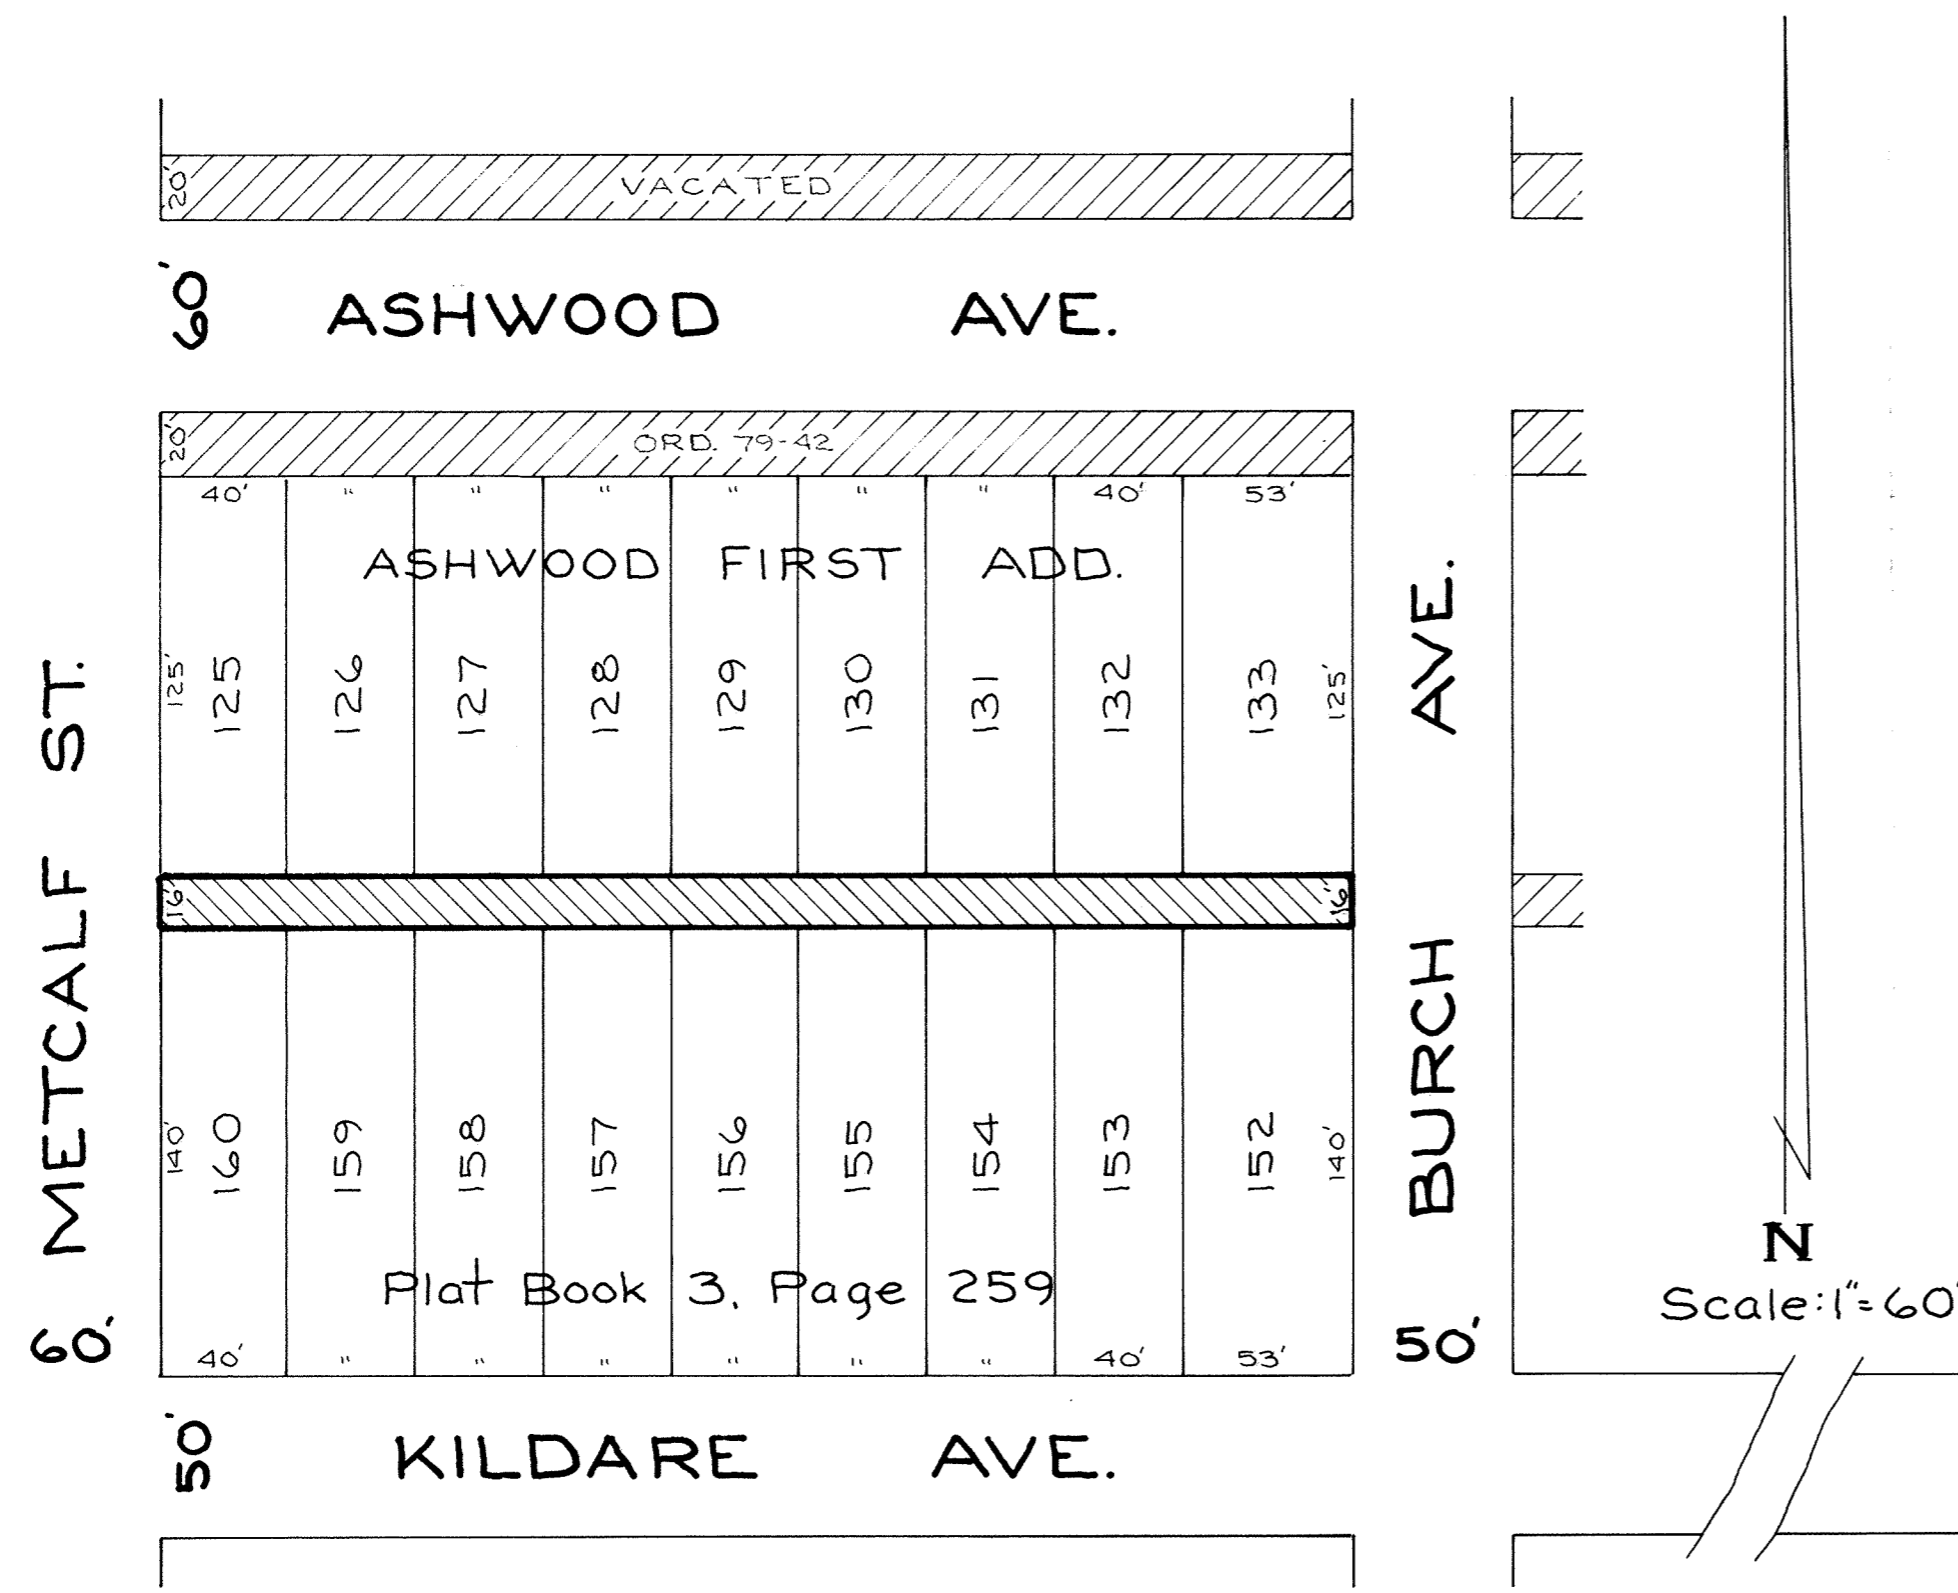 20'
VACATED
60'
ASHWOOD AVE.
20'
ORD. 79-42
40' " " " " " " 40' 53'
ASHWOOD FIRST ADD.
125'
125 126 127 128 129 130 131 132 133
125'
METCALF ST.
60'
BURCH AVE.
50'
16'
16'
140'
160 159 158 157 156 155 154 153 152
140'
Plat Book 3, Page 259
40' " " " " " " 40' 53'
50'
KILDARE AVE.
N
Scale: 1"=60'